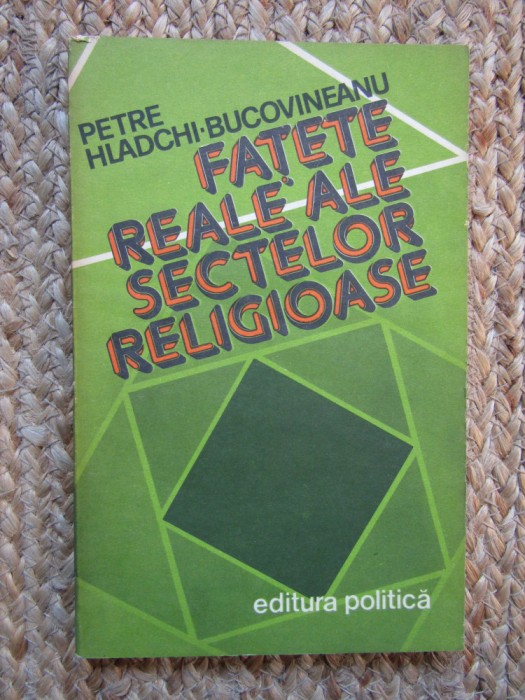 PETRE
HLADCHI·BUCOVINEANU
FAȚETE
REALE ALE
SECTELOR
RELIGIOASE
editura politică